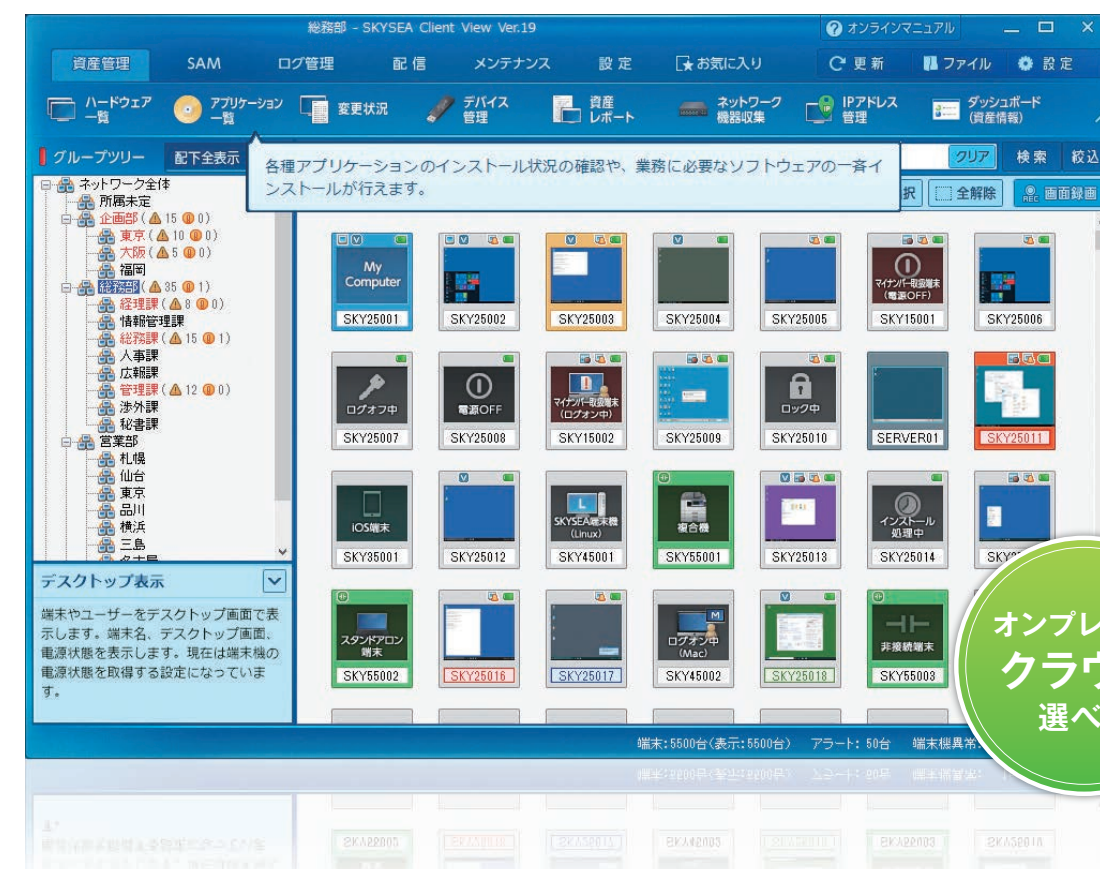 総務部 - SKYSEA Client View Ver.19
オンラインマニュアル
資産管理 SAM ログ管理 配信 メンテナンス 設定 お気に入り 更新 ファイル 設定
ハードウェア一覧 アプリケーション一覧 変更状況 デバイス管理 資産レポート ネットワーク機器収集 IPアドレス管理 ダッシュボード(資産情報)
グループツリー 配下全表示 クリア 検索 絞込
各種アプリケーションのインストール状況の確認や、業務に必要なソフトウェアの一斉イ
ンストールが行えます。
択 全解除 REC 画面録画
ネットワーク全体
所属未定
企画部(15 0)
東京(10 0)
大阪(5 0)
福岡
総務部(35 1)
経理課(8 0)
情報管理課
総務課(15 1)
人事課
広報課
管理課(12 0)
渉外課
秘書課
営業部
札幌
仙台
東京
品川
横浜
三島
名古屋
デスクトップ表示
端末やユーザーをデスクトップ画面で表
示します。端末名、デスクトップ画面、
電源状態を表示します。現在は端末機の
電源状態を取得する設定になっていま
す。
My Computer マイナンバー取扱端末(電源OFF)
SKY25001 SKY25002 SKY25003 SKY25004 SKY25005 SKY15001 SKY25006
ログオフ中 電源OFF マイナンバー取扱端末(ログオン中) ロック中
SKY25007 SKY25008 SKY15002 SKY25009 SKY25010 SERVER01 SKY25011
iOS端末 SKYSEA端末機(Linux) 複合機 インストール処理中
SKY35001 SKY25012 SKY45001 SKY55001 SKY25013 SKY25014
スタンドアロン端末 ログオン中(Mac) 非接続端末
SKY55002 SKY25016 SKY25017 SKY45002 SKY25018 SKY55003
オンプレ
クラウ
選べ
端末:5500台(表示:5500台) アラート: 50台 端末機異常: